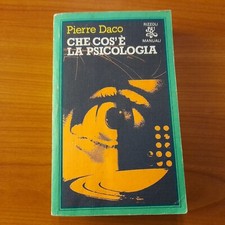 Pierre Daco
CHE COS'È
LA PSICOLOGIA
RIZZOLI
MANUALI